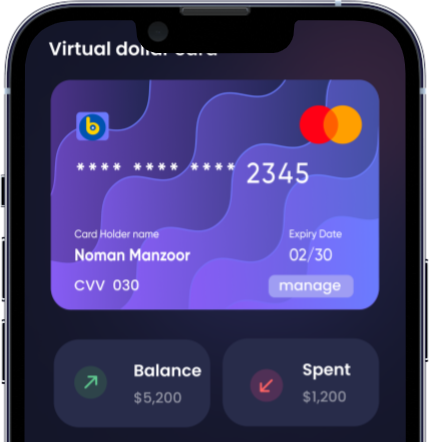 Virtual dollar card
b
**** **** **** 2345
Card Holder name
Expiry Date
Noman Manzoor
02/30
CVV 030
manage
Balance
$5,200
Spent
$1,200